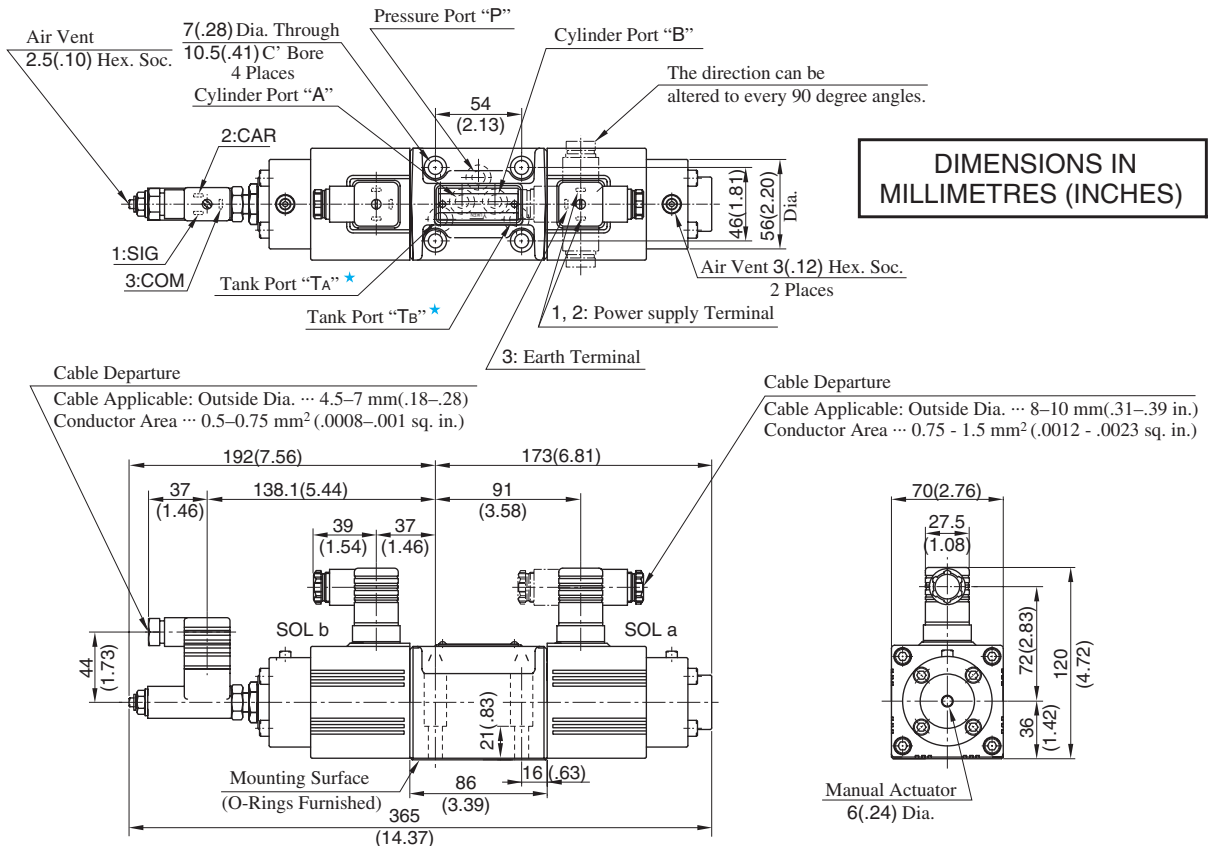 Air Vent
2.5(.10) Hex. Soc.
7(.28) Dia. Through
10.5(.41) C' Bore
4 Places
Pressure Port “P”
Cylinder Port “B”
Cylinder Port “A”
The direction can be
altered to every 90 degree angles.
54
(2.13)
2:CAR
DIMENSIONS IN
MILLIMETRES (INCHES)
46(1.81)
56(2.20)
Dia.
1:SIG
3:COM
Tank Port “TA” ★
Tank Port “TB” ★
Air Vent 3(.12) Hex. Soc.
2 Places
1, 2: Power supply Terminal
3: Earth Terminal
Cable Departure
Cable Applicable: Outside Dia. ··· 4.5–7 mm(.18–.28)
Conductor Area ··· 0.5–0.75 mm² (.0008–.001 sq. in.)
Cable Departure
Cable Applicable: Outside Dia. ··· 8–10 mm(.31–.39 in.)
Conductor Area ··· 0.75 - 1.5 mm² (.0012 - .0023 sq. in.)
192(7.56)
173(6.81)
37
(1.46)
138.1(5.44)
91
(3.58)
39
(1.54)
37
(1.46)
70(2.76)
27.5
(1.08)
SOL b
SOL a
44
(1.73)
72(2.83)
120
(4.72)
36
(1.42)
21(.83)
16 (.63)
Mounting Surface
(O-Rings Furnished)
86
(3.39)
365
(14.37)
Manual Actuator
6(.24) Dia.